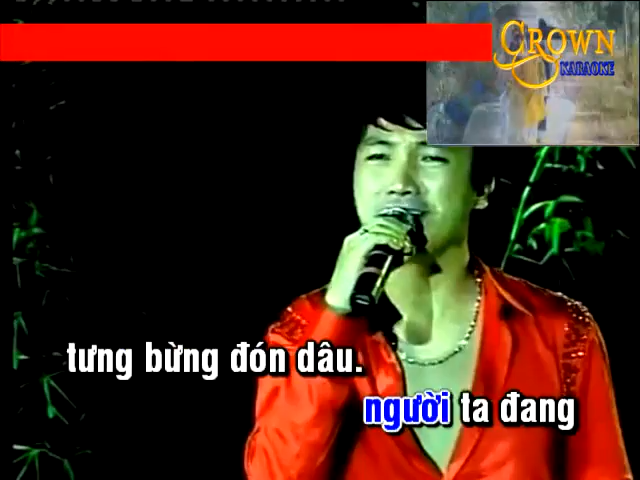 CROWN
KARAOKE
tưng bừng đón dâu.
người ta đang